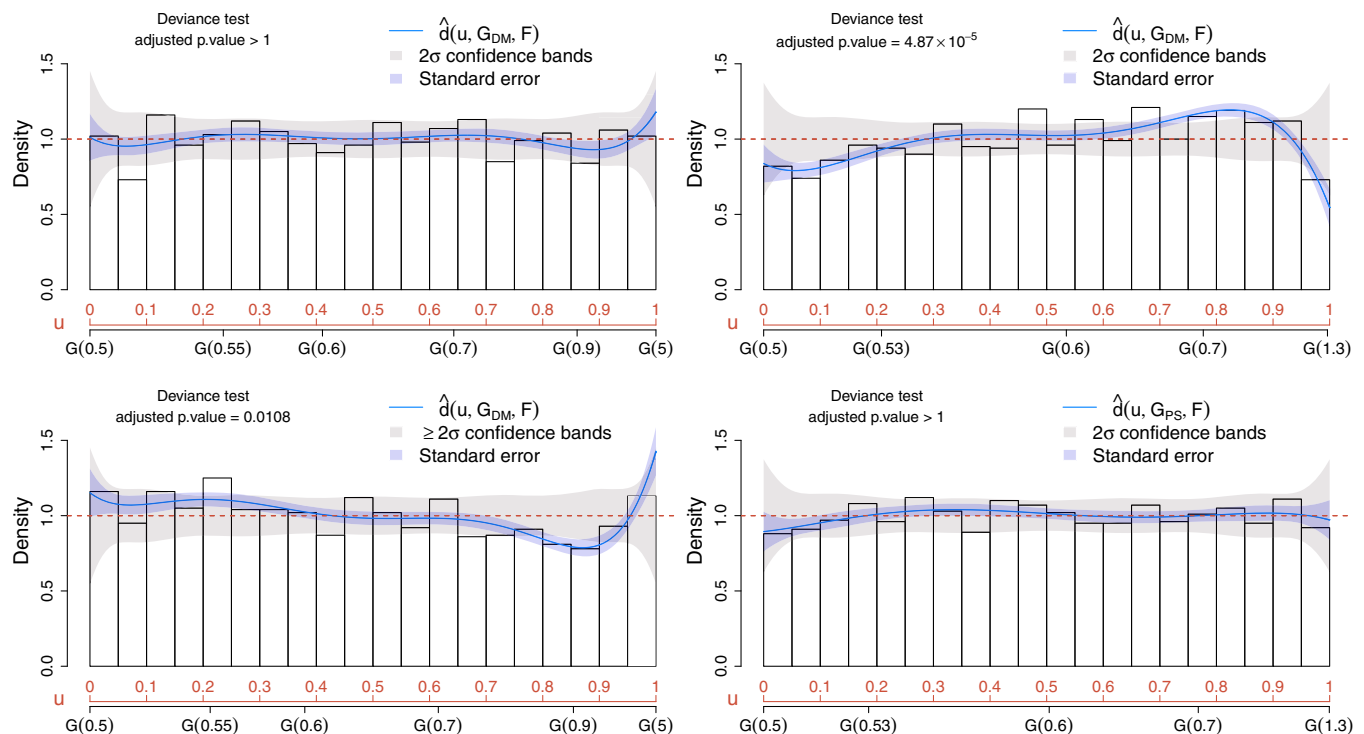 Deviance test
adjusted p.value > 1
d̂(u, G_DM, F)
2σ confidence bands
Standard error
Density
0.0 0.5 1.0 1.5
0 0.1 0.2 0.3 0.4 0.5 0.6 0.7 0.8 0.9 1
u
G(0.5) G(0.55) G(0.6) G(0.7) G(0.9) G(5)
Deviance test
adjusted p.value = 4.87×10⁻⁵
d̂(u, G_DM, F)
2σ confidence bands
Standard error
Density
0.0 0.5 1.0 1.5
0 0.1 0.2 0.3 0.4 0.5 0.6 0.7 0.8 0.9 1
u
G(0.5) G(0.53) G(0.6) G(0.7) G(1.3)
Deviance test
adjusted p.value = 0.0108
d̂(u, G_DM, F)
≥ 2σ confidence bands
Standard error
Density
0.0 0.5 1.0 1.5
0 0.1 0.2 0.3 0.4 0.5 0.6 0.7 0.8 0.9 1
u
G(0.5) G(0.55) G(0.6) G(0.7) G(0.9) G(5)
Deviance test
adjusted p.value > 1
d̂(u, G_PS, F)
2σ confidence bands
Standard error
Density
0.0 0.5 1.0 1.5
0 0.1 0.2 0.3 0.4 0.5 0.6 0.7 0.8 0.9 1
u
G(0.5) G(0.53) G(0.6) G(0.7) G(1.3)